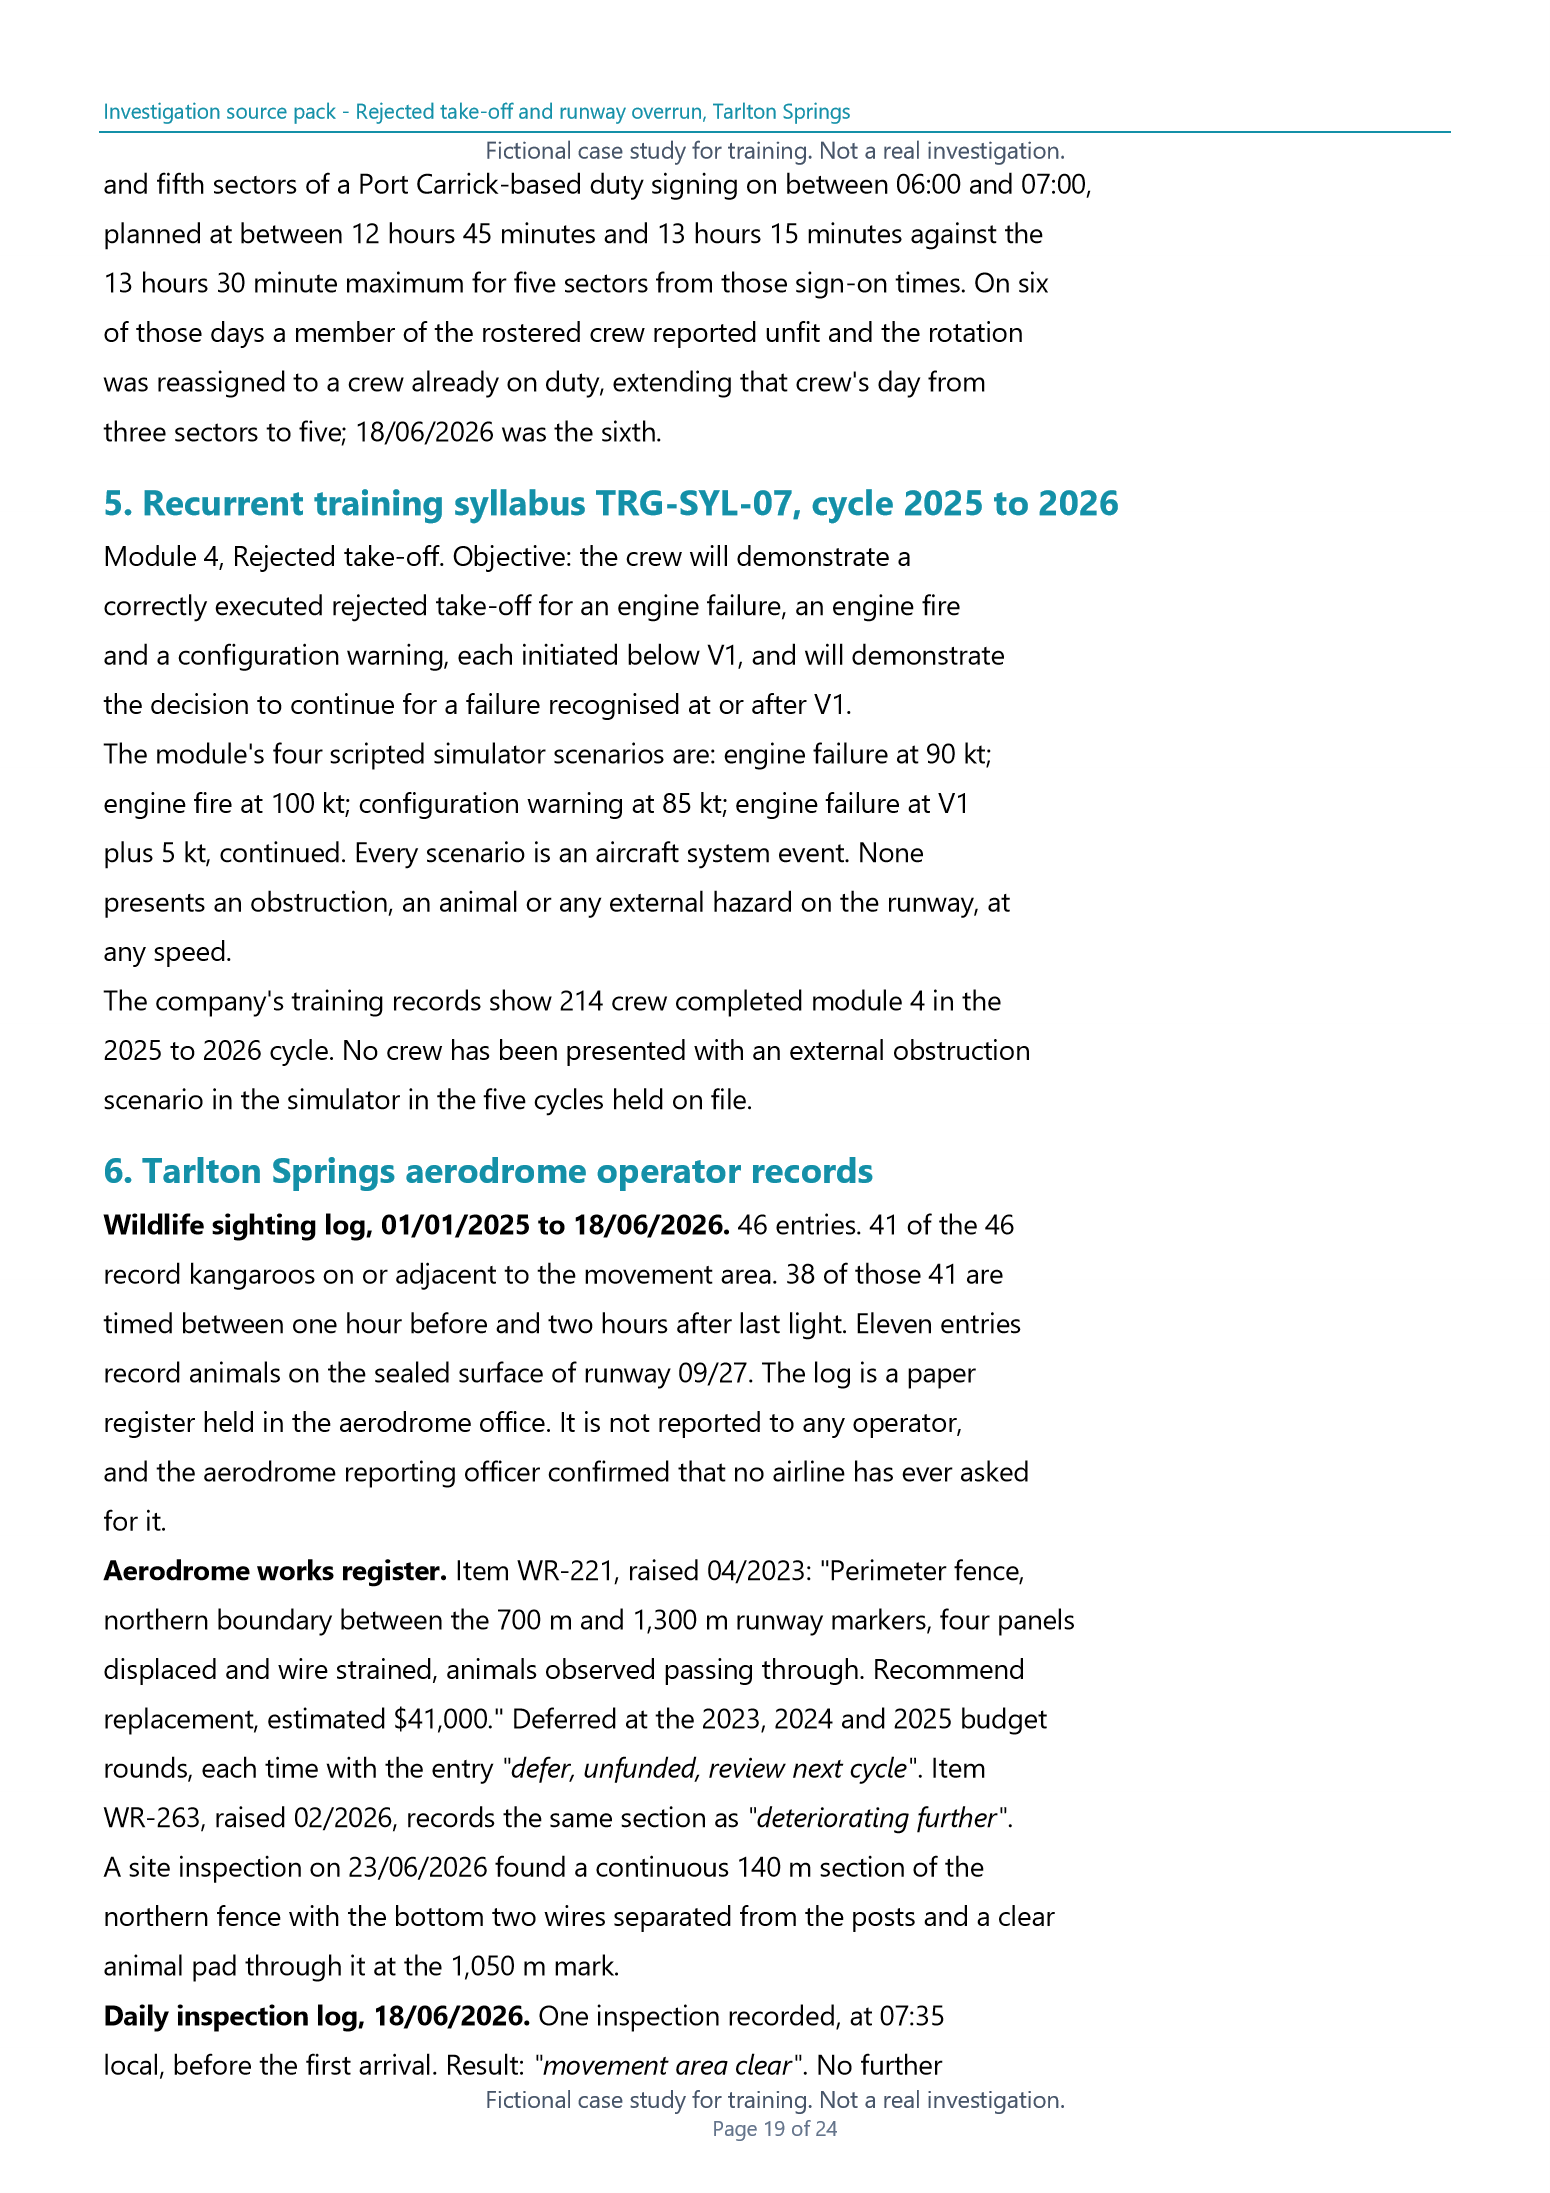 Investigation source pack - Rejected take-off and runway overrun, Tarlton Springs
Fictional case study for training. Not a real investigation.
and fifth sectors of a Port Carrick-based duty signing on between 06:00 and 07:00,
planned at between 12 hours 45 minutes and 13 hours 15 minutes against the
13 hours 30 minute maximum for five sectors from those sign-on times. On six
of those days a member of the rostered crew reported unfit and the rotation
was reassigned to a crew already on duty, extending that crew's day from
three sectors to five; 18/06/2026 was the sixth.
5. Recurrent training syllabus TRG-SYL-07, cycle 2025 to 2026
Module 4, Rejected take-off. Objective: the crew will demonstrate a
correctly executed rejected take-off for an engine failure, an engine fire
and a configuration warning, each initiated below V1, and will demonstrate
the decision to continue for a failure recognised at or after V1.
The module's four scripted simulator scenarios are: engine failure at 90 kt;
engine fire at 100 kt; configuration warning at 85 kt; engine failure at V1
plus 5 kt, continued. Every scenario is an aircraft system event. None
presents an obstruction, an animal or any external hazard on the runway, at
any speed.
The company's training records show 214 crew completed module 4 in the
2025 to 2026 cycle. No crew has been presented with an external obstruction
scenario in the simulator in the five cycles held on file.
6. Tarlton Springs aerodrome operator records
Wildlife sighting log, 01/01/2025 to 18/06/2026. 46 entries. 41 of the 46
record kangaroos on or adjacent to the movement area. 38 of those 41 are
timed between one hour before and two hours after last light. Eleven entries
record animals on the sealed surface of runway 09/27. The log is a paper
register held in the aerodrome office. It is not reported to any operator,
and the aerodrome reporting officer confirmed that no airline has ever asked
for it.
Aerodrome works register. Item WR-221, raised 04/2023: "Perimeter fence,
northern boundary between the 700 m and 1,300 m runway markers, four panels
displaced and wire strained, animals observed passing through. Recommend
replacement, estimated $41,000." Deferred at the 2023, 2024 and 2025 budget
rounds, each time with the entry "defer, unfunded, review next cycle". Item
WR-263, raised 02/2026, records the same section as "deteriorating further".
A site inspection on 23/06/2026 found a continuous 140 m section of the
northern fence with the bottom two wires separated from the posts and a clear
animal pad through it at the 1,050 m mark.
Daily inspection log, 18/06/2026. One inspection recorded, at 07:35
local, before the first arrival. Result: "movement area clear". No further
Fictional case study for training. Not a real investigation.
Page 19 of 24